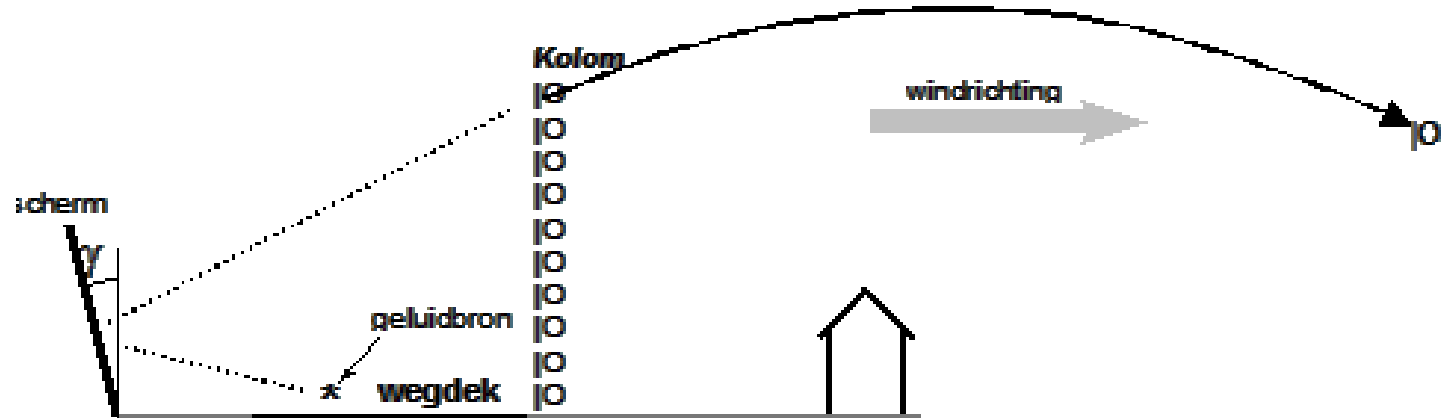 Kolom
|O
windrichting
|O
|O
|O
|O
scherm
γ
|O
|O
|O
geluidbron
|O
|O
* wegdek
|O